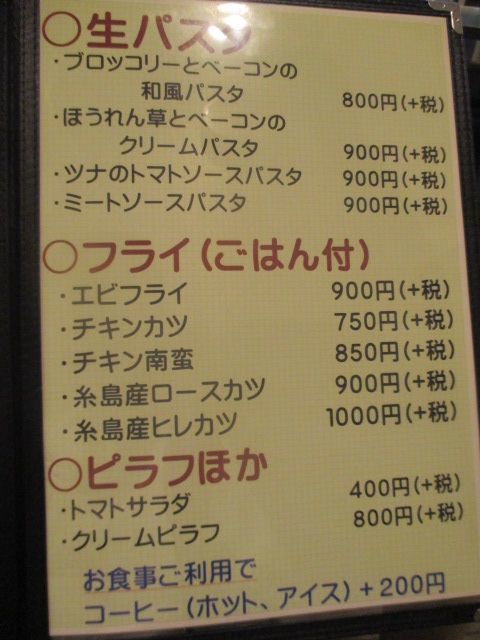 ○生パスタ
・ブロッコリーとベーコンの
和風パスタ 800円(+税)
・ほうれん草とベーコンの
クリームパスタ 900円(+税)
・ツナのトマトソースパスタ 900円(+税)
・ミートソースパスタ 900円(+税)
○フライ(ごはん付)
・エビフライ 900円(+税)
・チキンカツ 750円(+税)
・チキン南蛮 850円(+税)
・糸島産ロースカツ 900円(+税)
・糸島産ヒレカツ 1000円(+税)
○ピラフほか
・トマトサラダ 400円(+税)
・クリームピラフ 800円(+税)
お食事ご利用で
コーヒー(ホット、アイス)+200円